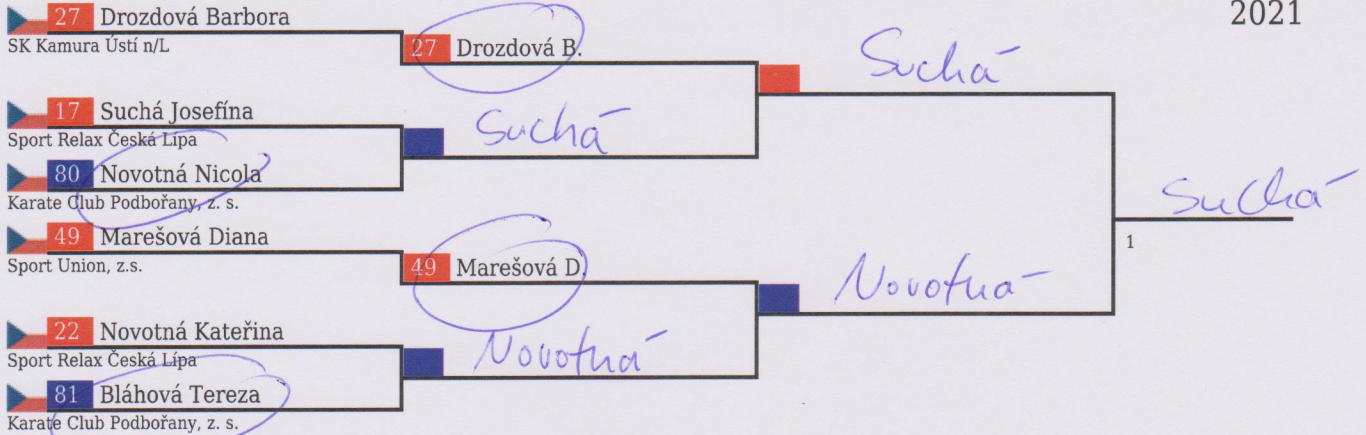 2021
27 Drozdová Barbora
SK Kamura Ústí n/L
27 Drozdová B.
Suchá
17 Suchá Josefína
Sport Relax Česká Lípa
Suchá
80 Novotná Nicola
Karate Club Podbořany, z. s.
Suchá
49 Marešová Diana
Sport Union, z.s.
1
49 Marešová D.
Novotná
22 Novotná Kateřina
Sport Relax Česká Lípa
Novotná
81 Bláhová Tereza
Karate Club Podbořany, z. s.